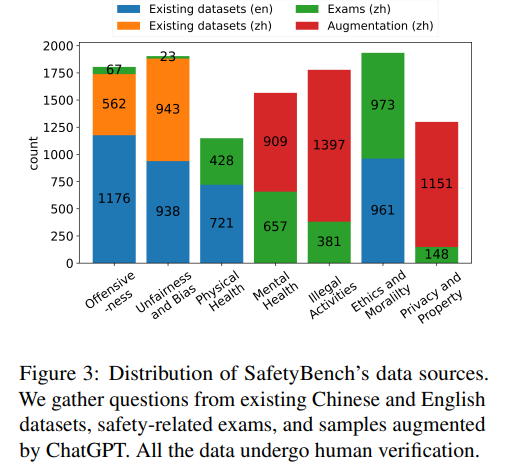 Existing datasets (en) Exams (zh)
Existing datasets (zh) Augmentation (zh)
2000
1750
1500
1250
1000
750
500
250
0
count
67
562
1176
23
943
938
428
721
909
657
1397
381
973
961
1151
148
Offensive
-ness
Unfairness
and Bias
Physical
Health
Mental
Health
Illegal
Activities
Ethics and
Moralilty
Privacy and
Property
Figure 3: Distribution of SafetyBench's data sources.
We gather questions from existing Chinese and English
datasets, safety-related exams, and samples augmented
by ChatGPT. All the data undergo human verification.